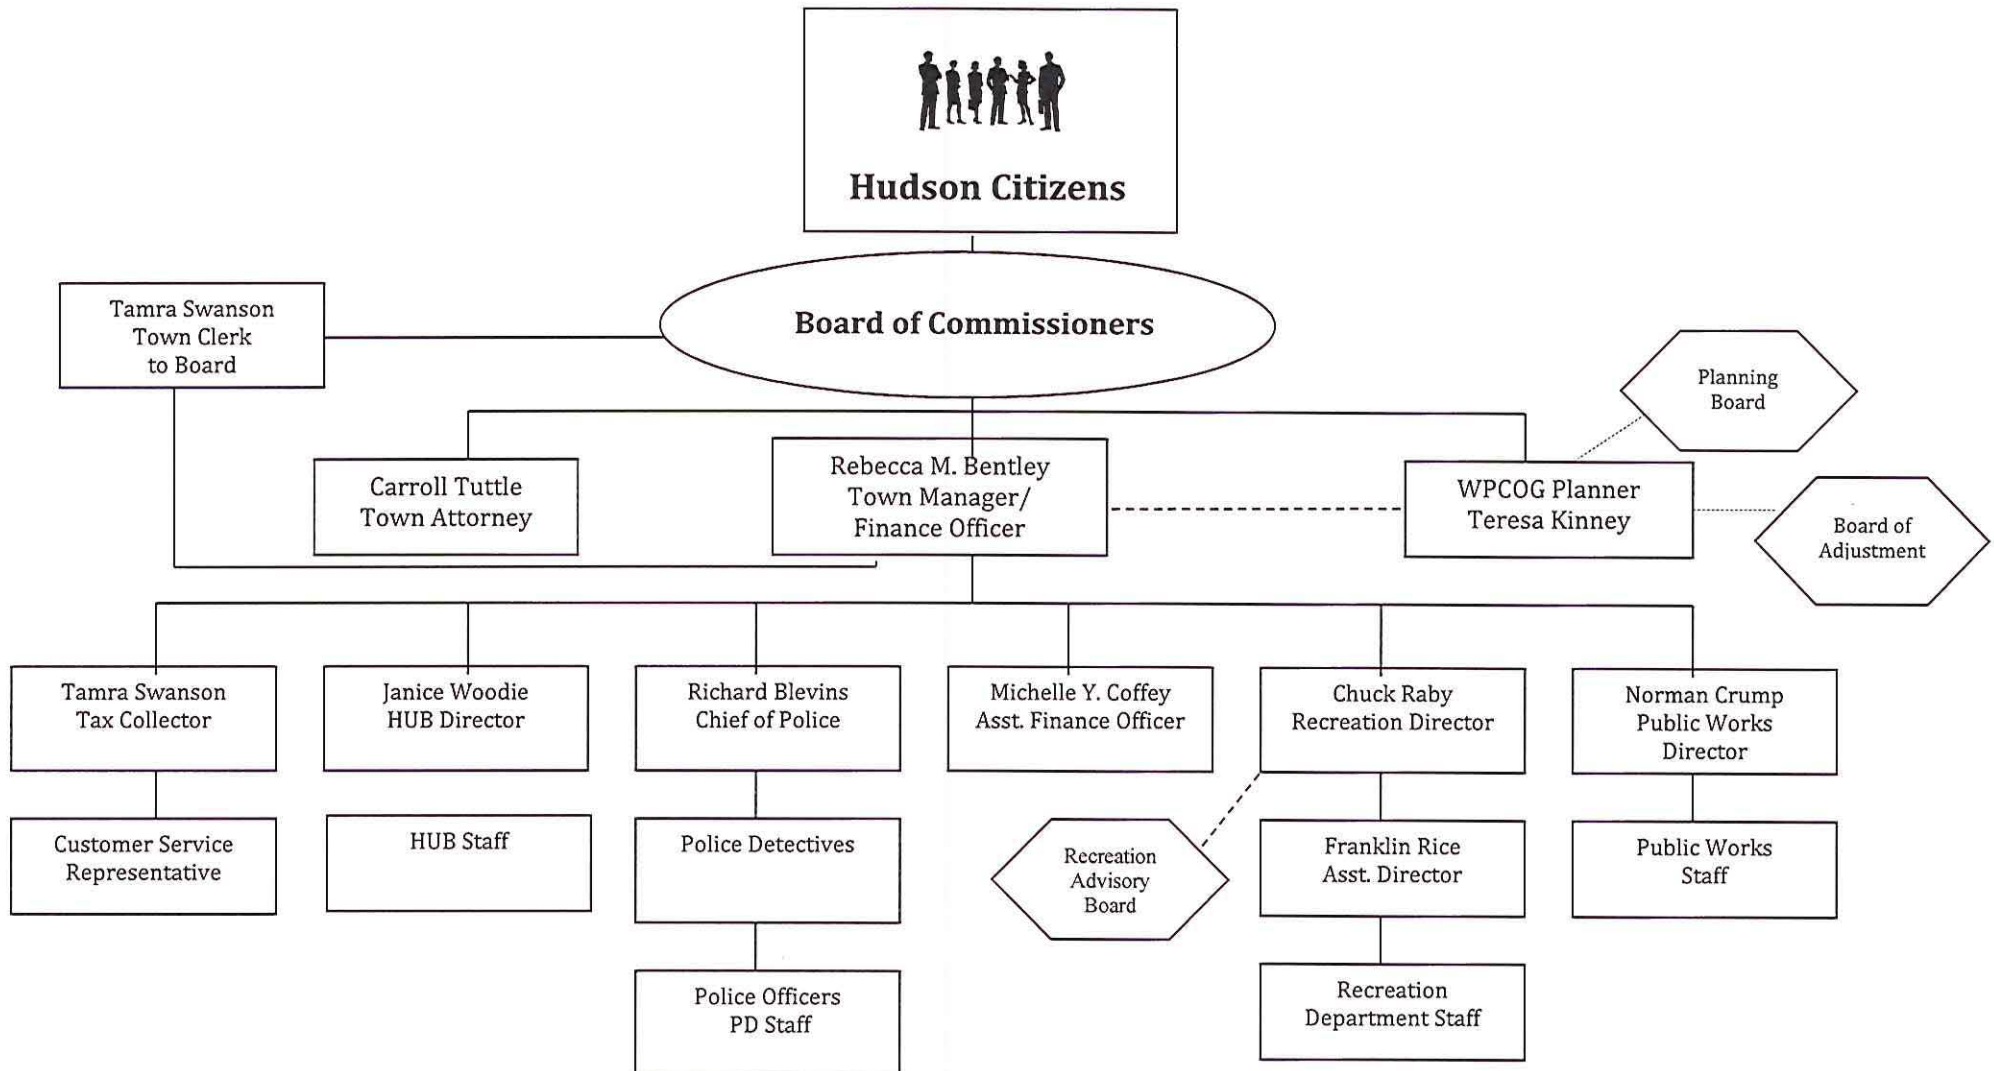 Hudson Citizens
Board of Commissioners
Tamra Swanson
Town Clerk
to Board
Planning
Board
Carroll Tuttle
Town Attorney
Rebecca M. Bentley
Town Manager/
Finance Officer
WPCOG Planner
Teresa Kinney
Board of
Adjustment
Tamra Swanson
Tax Collector
Janice Woodie
HUB Director
Richard Blevins
Chief of Police
Michelle Y. Coffey
Asst. Finance Officer
Chuck Raby
Recreation Director
Norman Crump
Public Works
Director
Customer Service
Representative
HUB Staff
Police Detectives
Recreation
Advisory
Board
Franklin Rice
Asst. Director
Public Works
Staff
Police Officers
PD Staff
Recreation
Department Staff